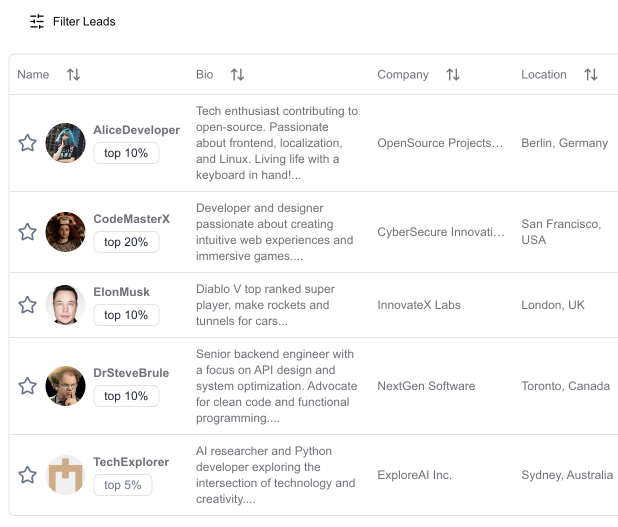 Filter Leads
Name Bio Company Location
AliceDeveloper
top 10%
Tech enthusiast contributing to
open-source. Passionate
about frontend, localization,
and Linux. Living life with a
keyboard in hand!...
OpenSource Projects…
Berlin, Germany
CodeMasterX
top 20%
Developer and designer
passionate about creating
intuitive web experiences and
immersive games....
CyberSecure Innovati…
San Francisco,
USA
ElonMusk
top 10%
Diablo V top ranked super
player, make rockets and
tunnels for cars...
InnovateX Labs
London, UK
DrSteveBrule
top 10%
Senior backend engineer with
a focus on API design and
system optimization. Advocate
for clean code and functional
programming....
NextGen Software
Toronto, Canada
TechExplorer
top 5%
AI researcher and Python
developer exploring the
intersection of technology and
creativity....
ExploreAI Inc.
Sydney, Australia